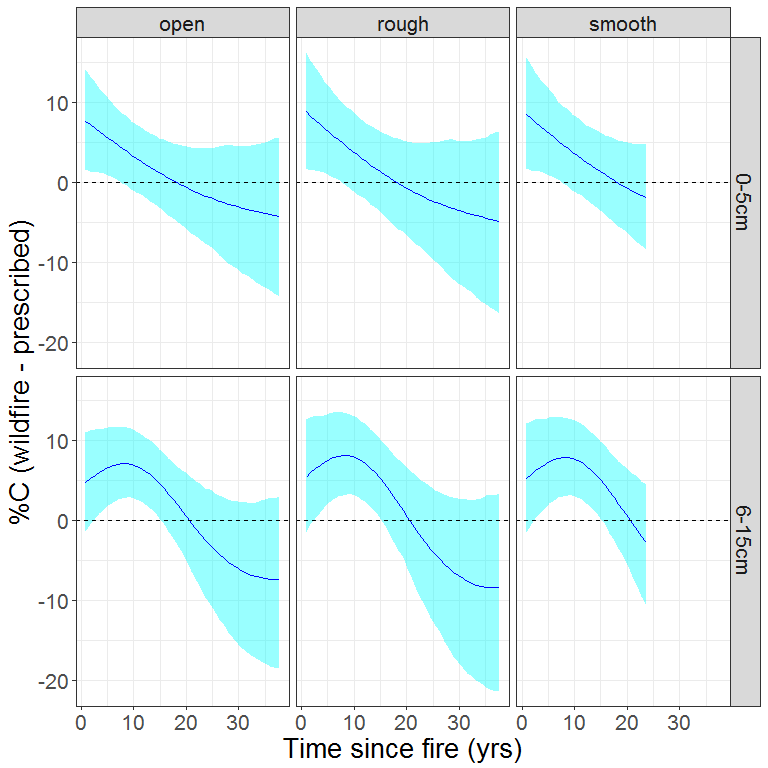 open rough smooth
10
0
-10
-20
0-5cm
10
0
-10
-20
6-15cm
0 10 20 30 0 10 20 30 0 10 20 30
Time since fire (yrs)
%C (wildfire - prescribed)